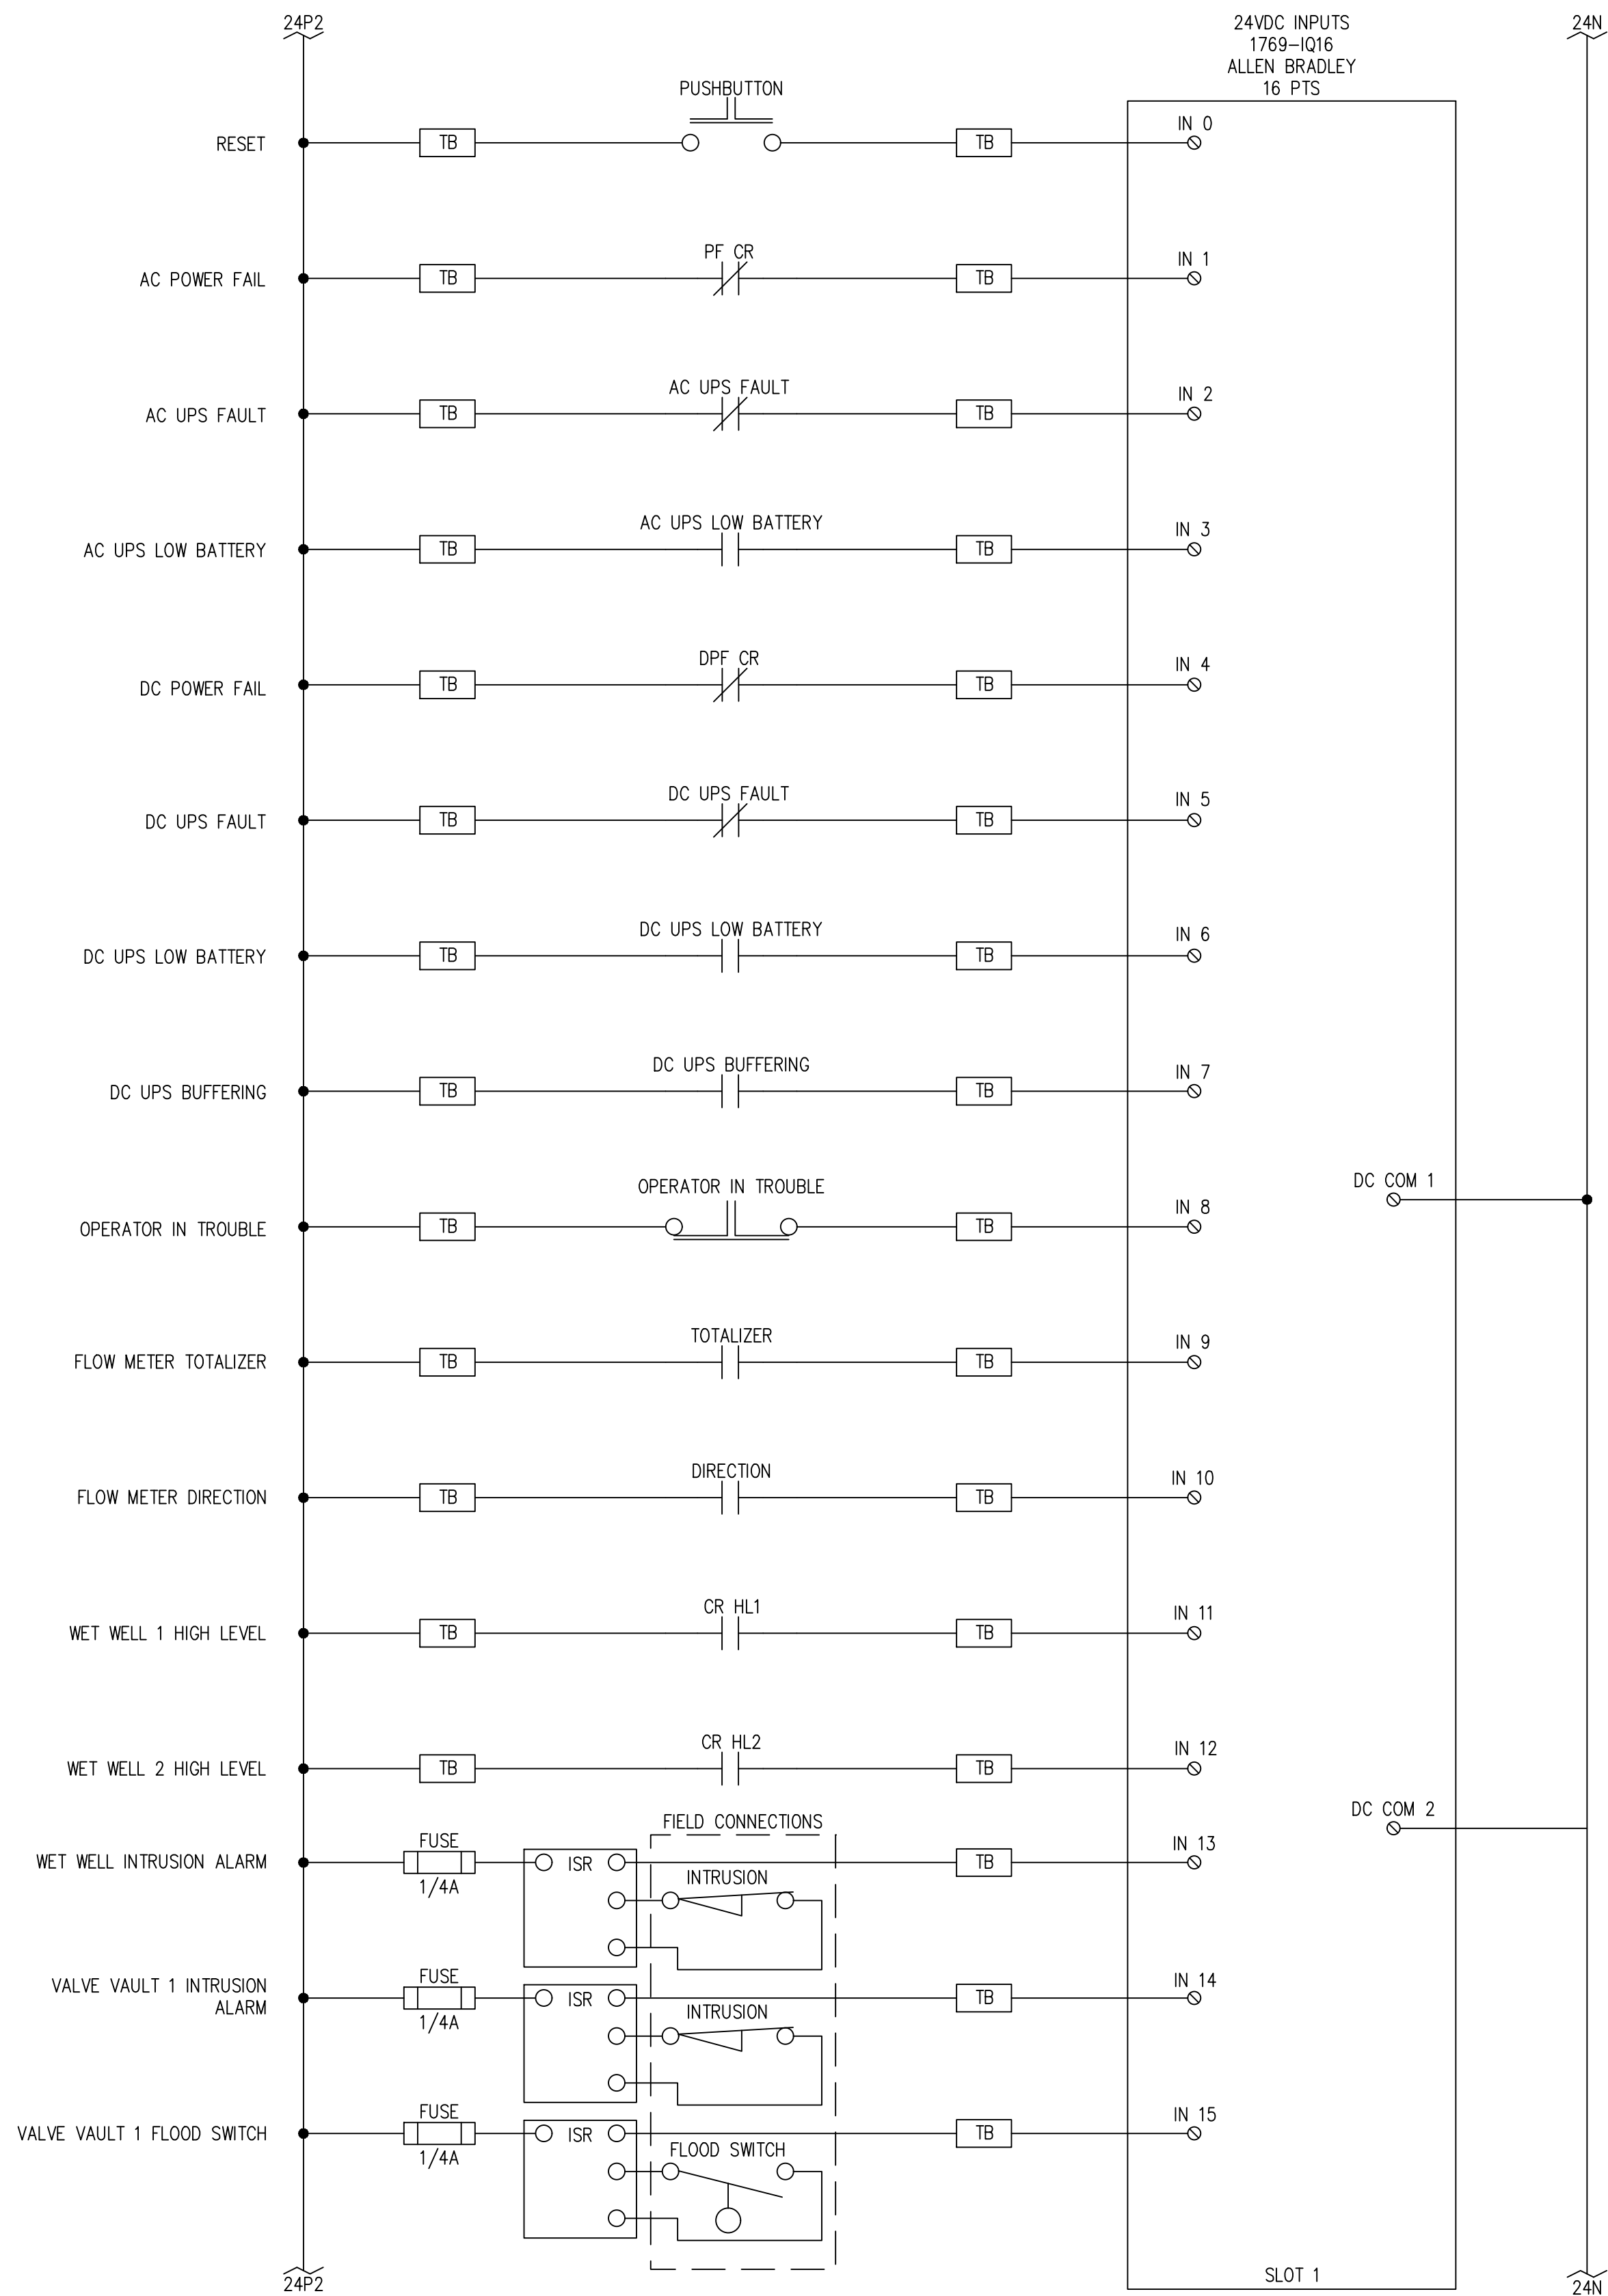 24P2
24VDC INPUTS
1769-IQ16
ALLEN BRADLEY
16 PTS
24N
PUSHBUTTON
RESET
TB
TB
IN 0
PF CR
AC POWER FAIL
TB
TB
IN 1
AC UPS FAULT
AC UPS FAULT
TB
TB
IN 2
AC UPS LOW BATTERY
AC UPS LOW BATTERY
TB
TB
IN 3
DPF CR
DC POWER FAIL
TB
TB
IN 4
DC UPS FAULT
DC UPS FAULT
TB
TB
IN 5
DC UPS LOW BATTERY
DC UPS LOW BATTERY
TB
TB
IN 6
DC UPS BUFFERING
DC UPS BUFFERING
TB
TB
IN 7
DC COM 1
OPERATOR IN TROUBLE
OPERATOR IN TROUBLE
TB
TB
IN 8
TOTALIZER
FLOW METER TOTALIZER
TB
TB
IN 9
DIRECTION
FLOW METER DIRECTION
TB
TB
IN 10
CR HL1
WET WELL 1 HIGH LEVEL
TB
TB
IN 11
CR HL2
WET WELL 2 HIGH LEVEL
TB
TB
IN 12
DC COM 2
FIELD CONNECTIONS
WET WELL INTRUSION ALARM
FUSE
1/4A
ISR
INTRUSION
TB
IN 13
VALVE VAULT 1 INTRUSION
ALARM
FUSE
1/4A
ISR
INTRUSION
TB
IN 14
VALVE VAULT 1 FLOOD SWITCH
FUSE
1/4A
ISR
FLOOD SWITCH
TB
IN 15
24P2
SLOT 1
24N